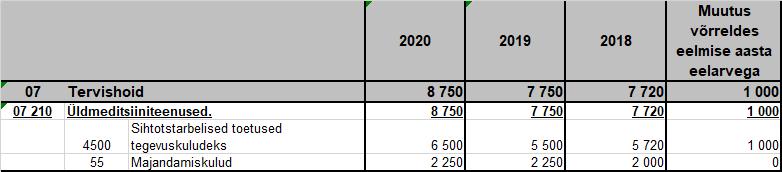 2020 2019 2018 Muutus
võrreldes
eelmise aasta
eelarvega
07 Tervishoid 8 750 7 750 7 720 1 000
07 210 Üldmeditsiiniteenused. 8 750 7 750 7 720 1 000
Sihtotstarbelised toetused
4500 tegevuskuludeks 6 500 5 500 5 720 1 000
55 Majandamiskulud 2 250 2 250 2 000 0